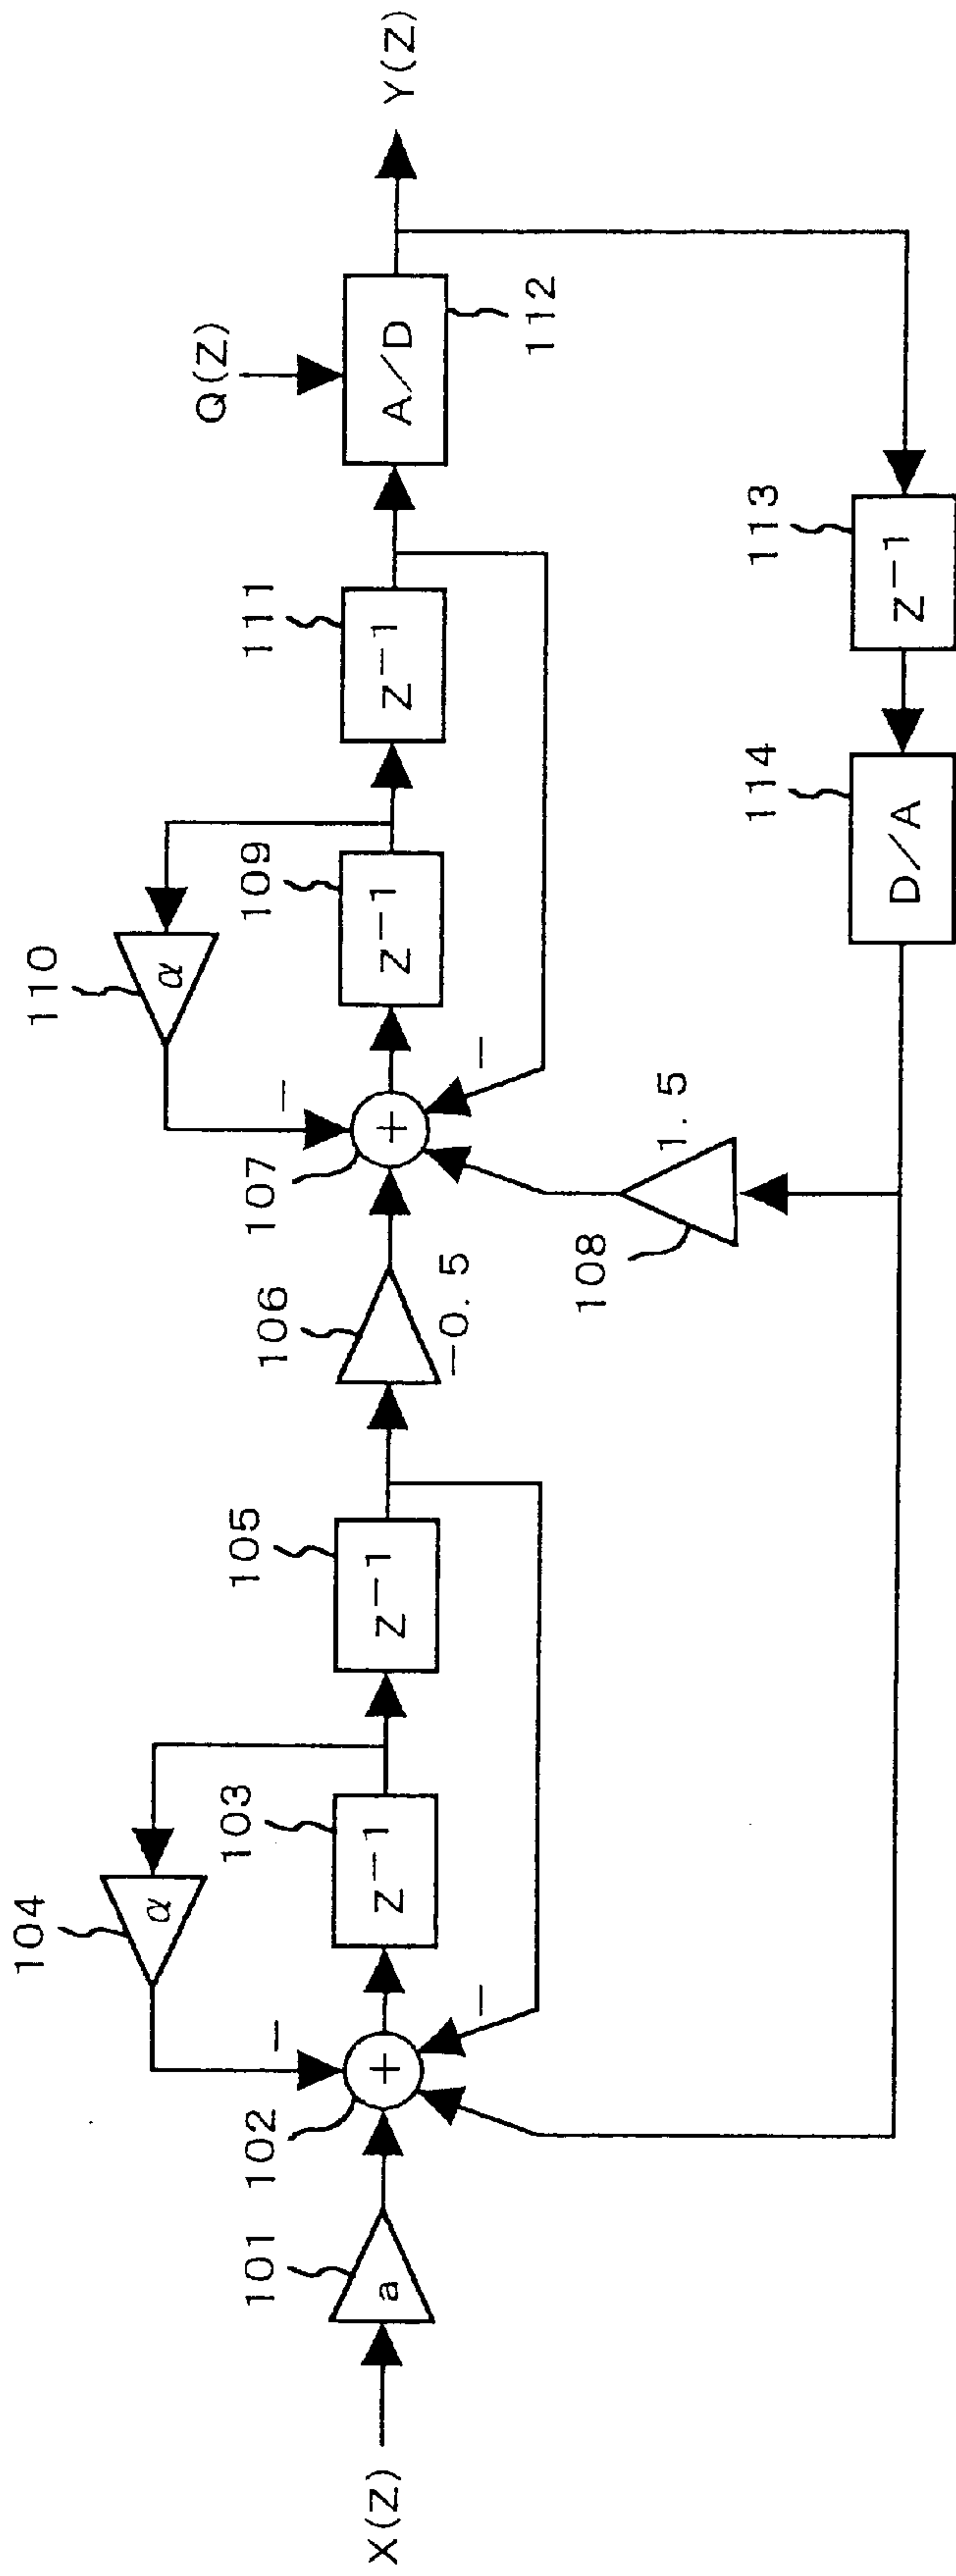 X(Z)
101
a
102
+
-
-
103
z⁻¹
104
α
105
z⁻¹
106
-0.5
107
+
-
-
108
1.5
109
z⁻¹
110
α
111
z⁻¹
Q(Z)
A/D
112
Y(Z)
113
z⁻¹
114
D/A